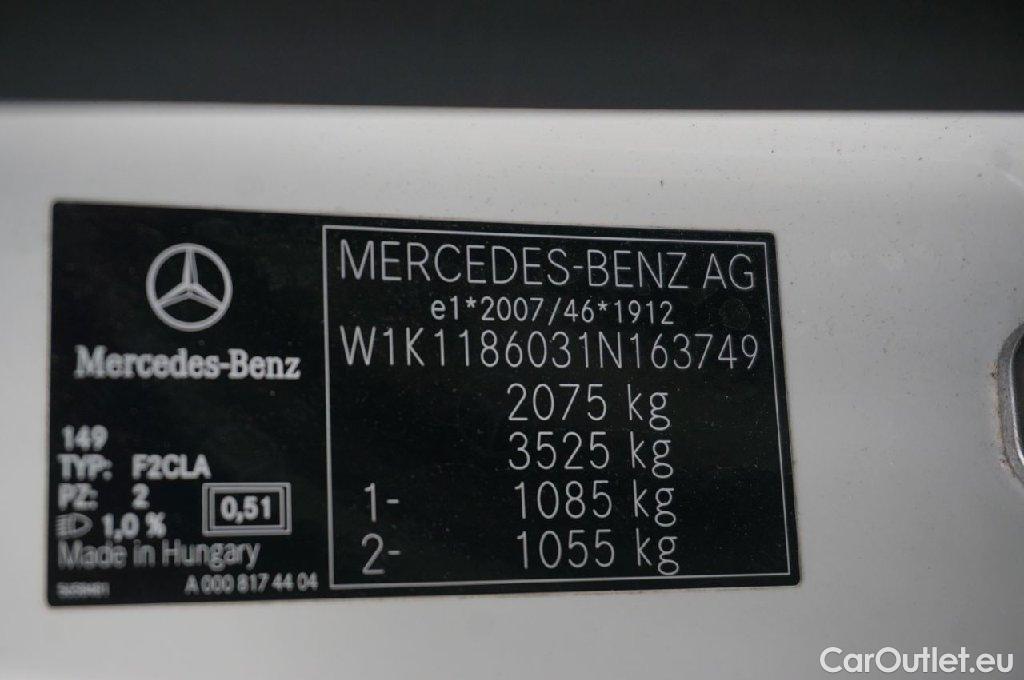 Mercedes-Benz
149
TYP: F2CLA
PZ: 2
1,0 %
0,51
Made in Hungary
A 000 817 44 04
MERCEDES-BENZ AG
e1*2007/46*1912
W1K1186031N163749
2075 kg
3525 kg
1- 1085 kg
2- 1055 kg
CarOutlet.eu